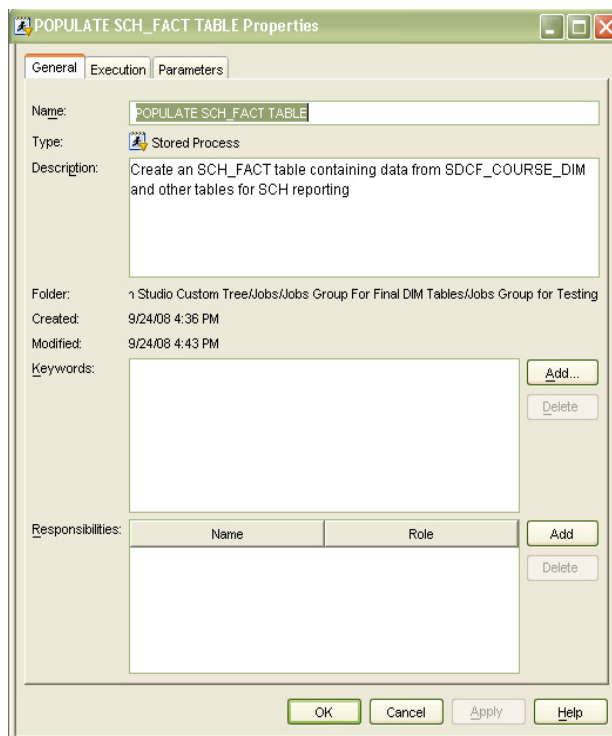 POPULATE SCH_FACT TABLE Properties
General Execution Parameters
Name: POPULATE SCH_FACT TABLE
Type: Stored Process
Description: Create an SCH_FACT table containing data from SDCF_COURSE_DIM
and other tables for SCH reporting
Folder: Studio Custom Tree/Jobs/Jobs Group For Final DIM Tables/Jobs Group for Testing
Created: 9/24/08 4:36 PM
Modified: 9/24/08 4:43 PM
Keywords: Add...
Delete
Responsibilities: Name Role Add
Delete
OK Cancel Apply Help